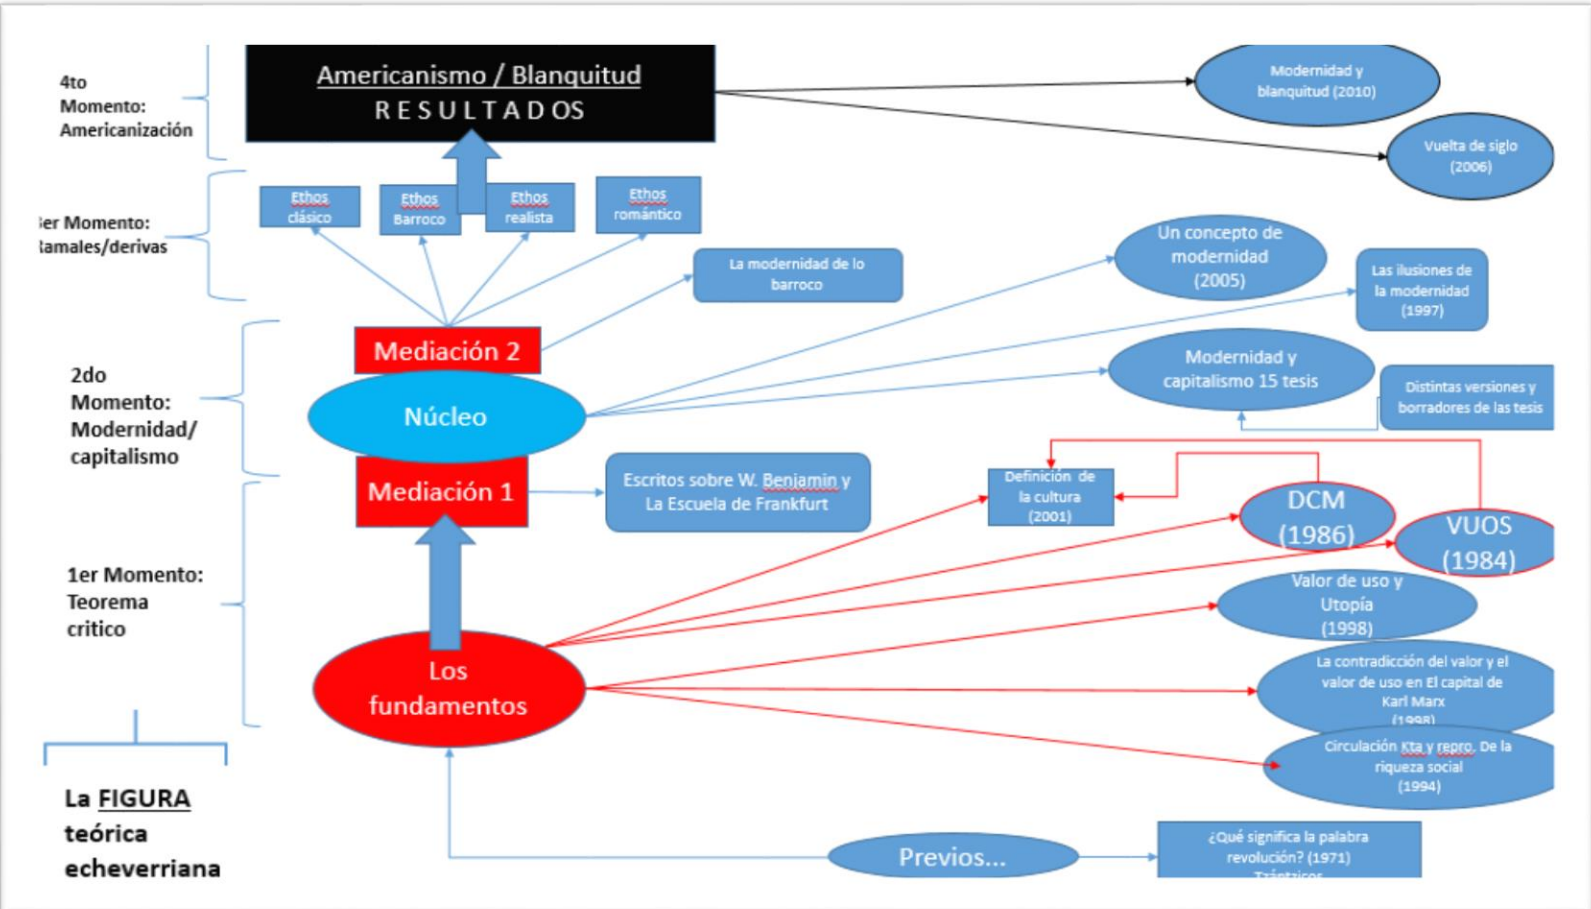 4to
Momento:
Americanización
Americanismo / Blanquitud
R E S U L T A D O S
Modernidad y
blanquitud (2010)
Vuelta de siglo
(2006)
er Momento:
amales/derivas
Ethos
clásico
Ethos
Barroco
Ethos
realista
Ethos
romántico
La modernidad de lo
barroco
Un concepto de
modernidad
(2005)
Las ilusiones de
la modernidad
(1997)
2do
Momento:
Modernidad/
capitalismo
Mediación 2
Núcleo
Mediación 1
Modernidad y
capitalismo 15 tesis
Distintas versiones y
borradores de las tesis
Escritos sobre W. Benjamin y
La Escuela de Frankfurt
Definición de
la cultura
(2001)
DCM
(1986)
VUOS
(1984)
1er Momento:
Teorema
critico
Los
fundamentos
Valor de uso y
Utopía
(1998)
La contradicción del valor y el
valor de uso en El capital de
Karl Marx
(1998)
Circulación Kta y repro. De la
riqueza social
(1994)
La FIGURA
teórica
echeverriana
Previos...
¿Qué significa la palabra
revolución? (1971)
Tzántzicos